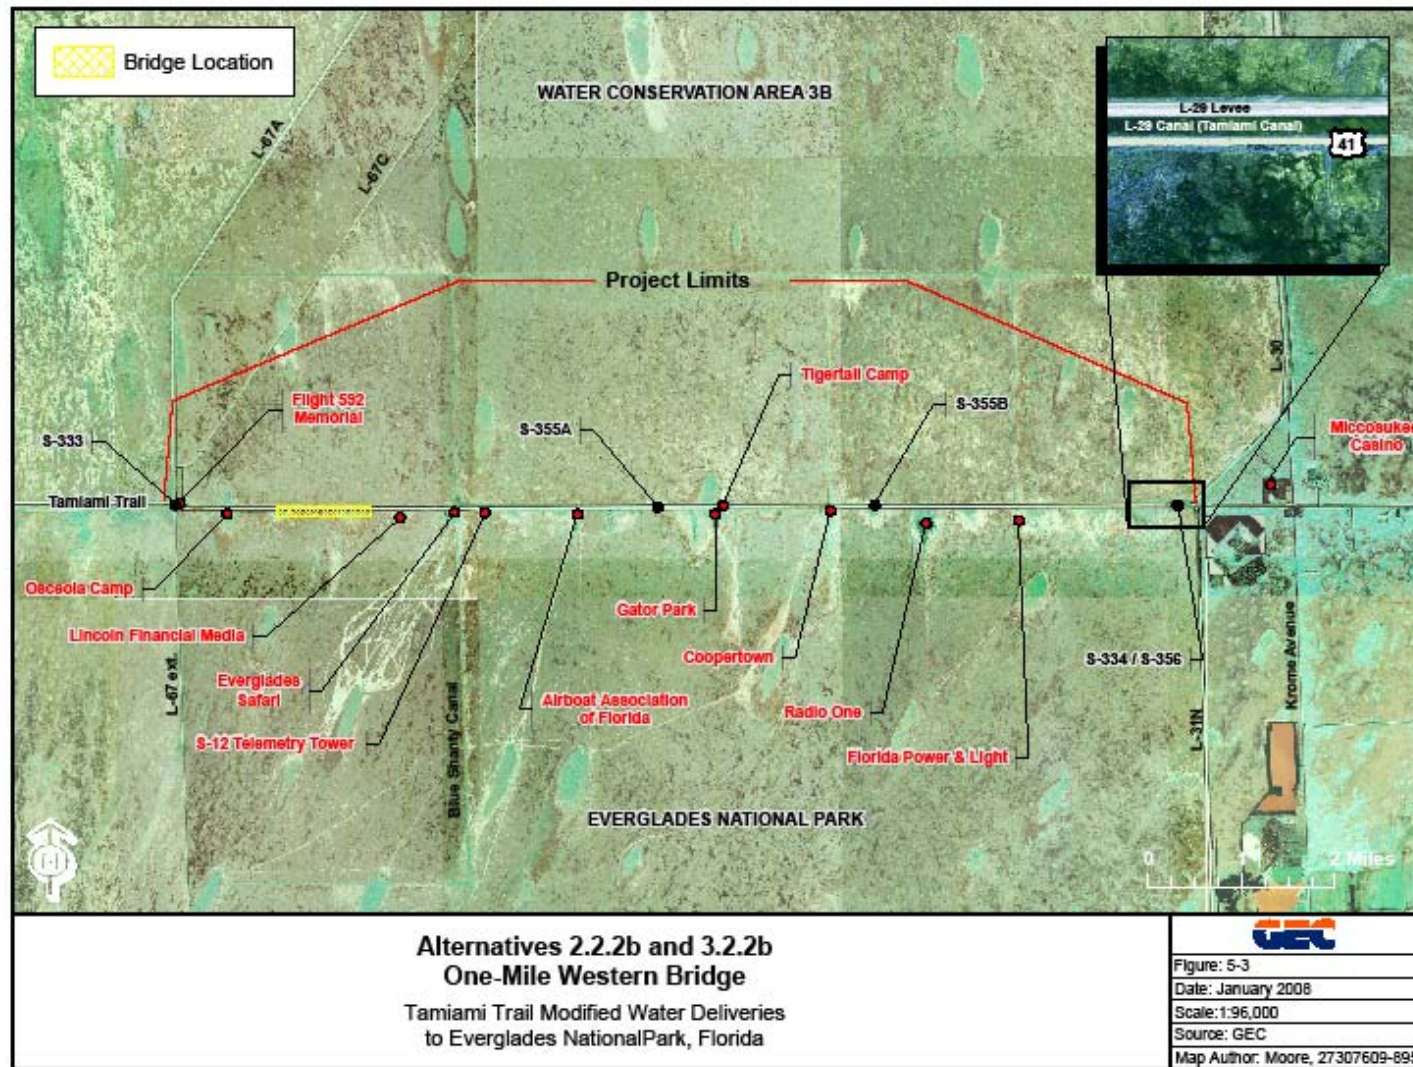 Bridge Location
WATER CONSERVATION AREA 3B
L-29 Levee
L-29 Canal (Tamiami Canal)
41
L-67A
L-67C
Project Limits
L-30
Tigertail Camp
Flight 592
Memorial
S-355B
S-355A
S-333
Miccosukee
Casino
Tamiami Trail
Osceola Camp
Gator Park
Lincoln Financial Media
Coopertown
S-334 / S-356
Krome Avenue
L-67 ext.
Everglades
Safari
Blue Shanty Canal
Airboat Association
of Florida
Radio One
L-31N
S-12 Telemetry Tower
Florida Power & Light
EVERGLADES NATIONAL PARK
0 1 2 Miles
Alternatives 2.2.2b and 3.2.2b
One-Mile Western Bridge
Tamiami Trail Modified Water Deliveries
to Everglades NationalPark, Florida
GEC
Figure: 5-3
Date: January 2008
Scale:1:96,000
Source: GEC
Map Author: Moore, 27307609-895